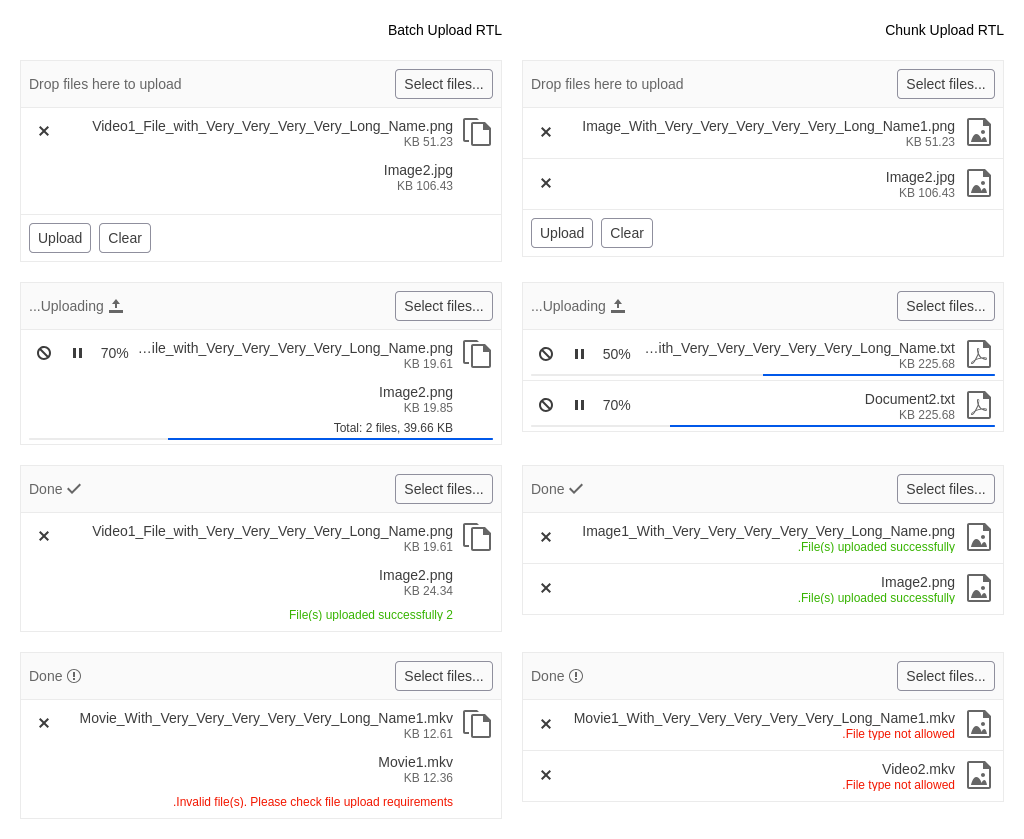 Batch Upload RTL
Drop files here to upload Select files...
Video1_File_with_Very_Very_Very_Very_Long_Name.png
KB 51.23
Image2.jpg
KB 106.43
Upload Clear
...Uploading Select files...
70% ...ile_with_Very_Very_Very_Very_Long_Name.png
KB 19.61
Image2.png
KB 19.85
Total: 2 files, 39.66 KB
Done Select files...
Video1_File_with_Very_Very_Very_Very_Long_Name.png
KB 19.61
Image2.png
KB 24.34
File(s) uploaded successfully 2
Done Select files...
Movie_With_Very_Very_Very_Very_Very_Long_Name1.mkv
KB 12.61
Movie1.mkv
KB 12.36
.Invalid file(s). Please check file upload requirements
Chunk Upload RTL
Drop files here to upload Select files...
Image_With_Very_Very_Very_Very_Very_Long_Name1.png
KB 51.23
Image2.jpg
KB 106.43
Upload Clear
...Uploading Select files...
50% ...ith_Very_Very_Very_Very_Very_Long_Name.txt
KB 225.68
70% Document2.txt
KB 225.68
Done Select files...
Image1_With_Very_Very_Very_Very_Very_Long_Name.png
.File(s) uploaded successfully
Image2.png
.File(s) uploaded successfully
Done Select files...
Movie1_With_Very_Very_Very_Very_Very_Long_Name1.mkv
.File type not allowed
Video2.mkv
.File type not allowed